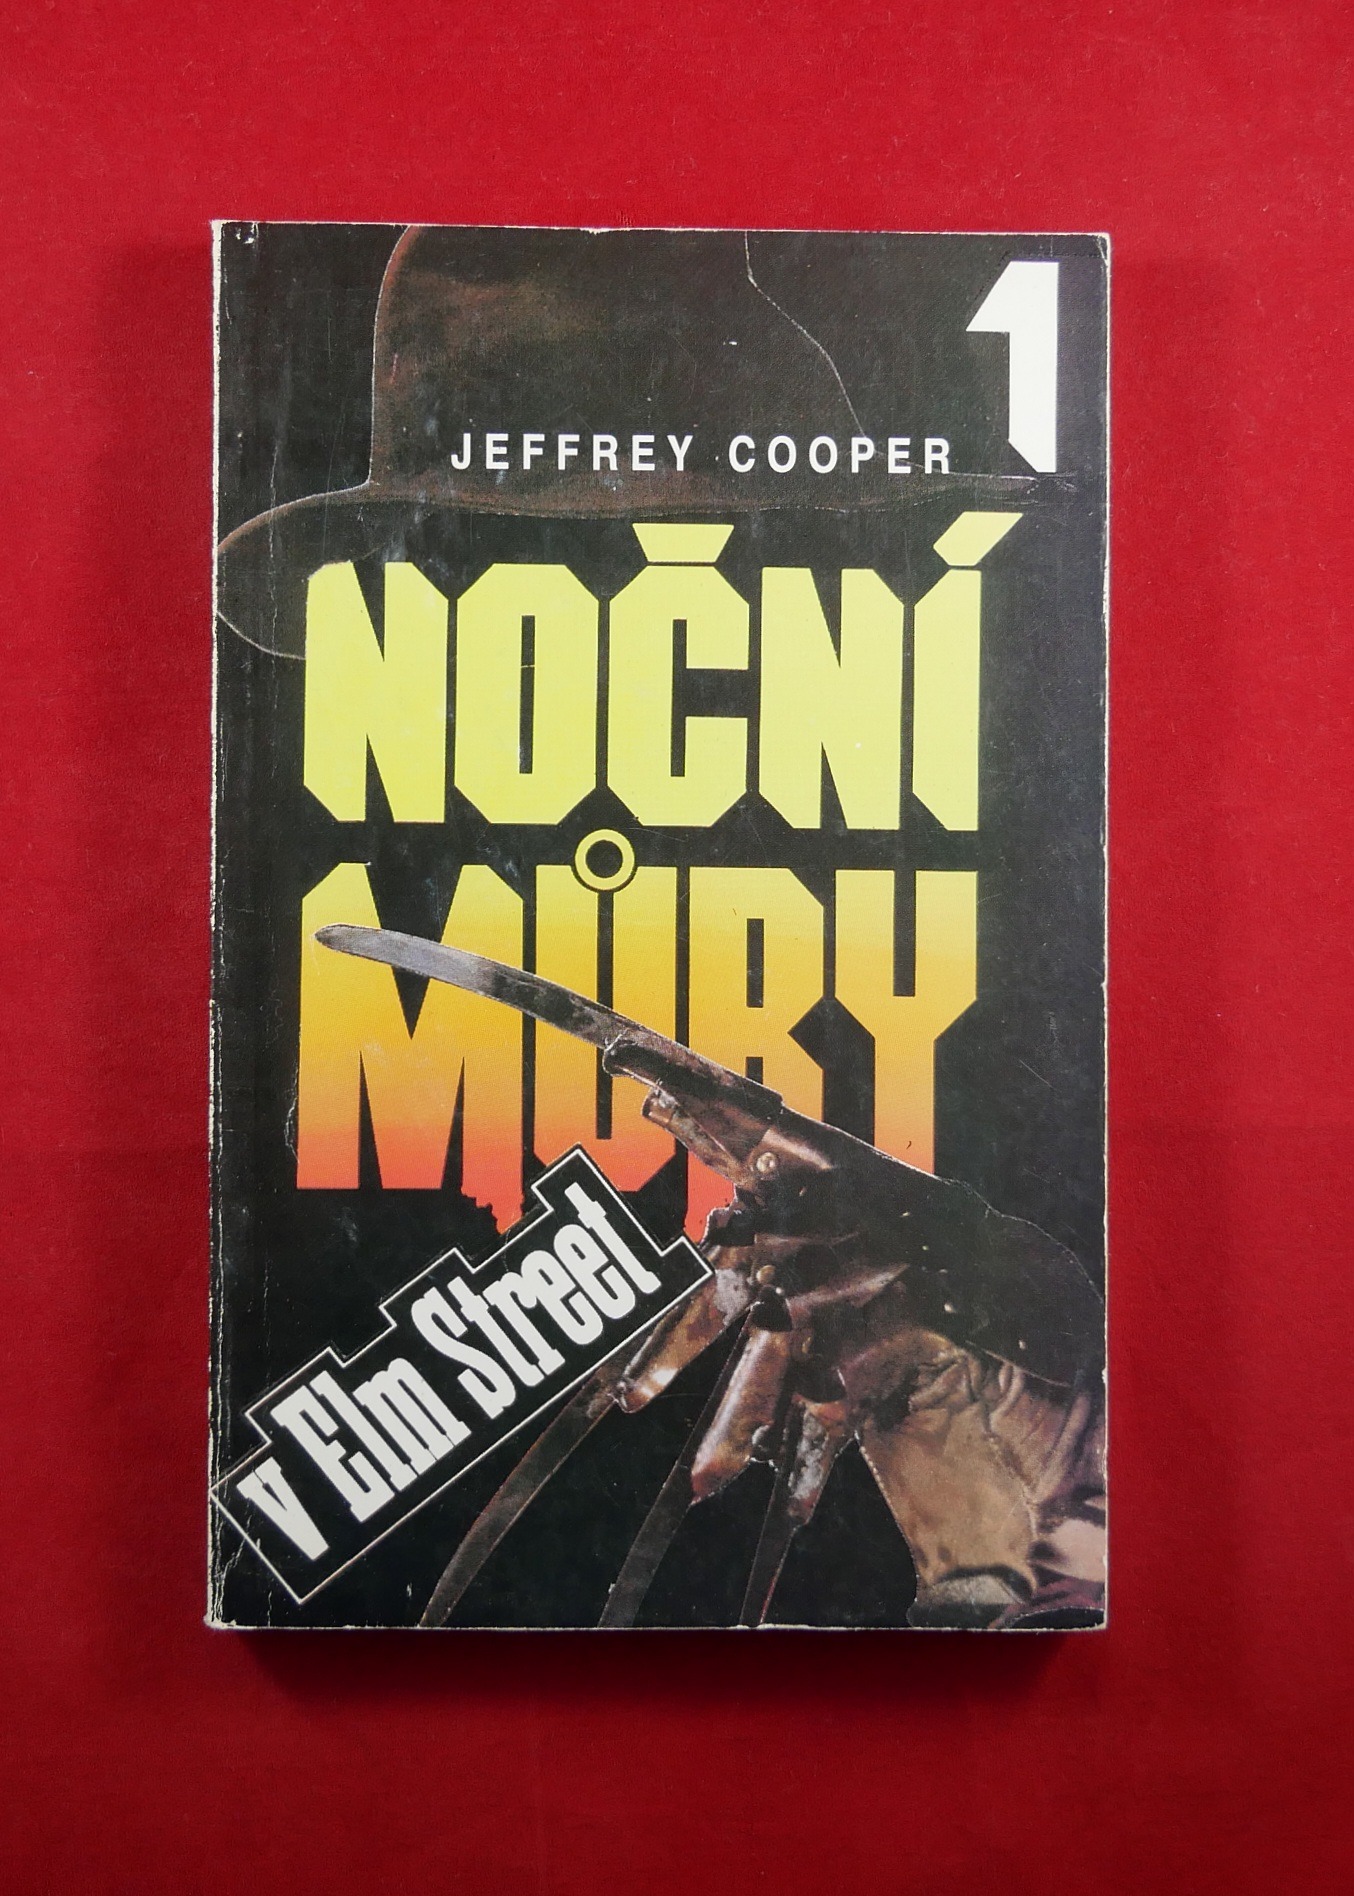 1
JEFFREY COOPER
NOČNÍ
MŮRY
v Elm Street